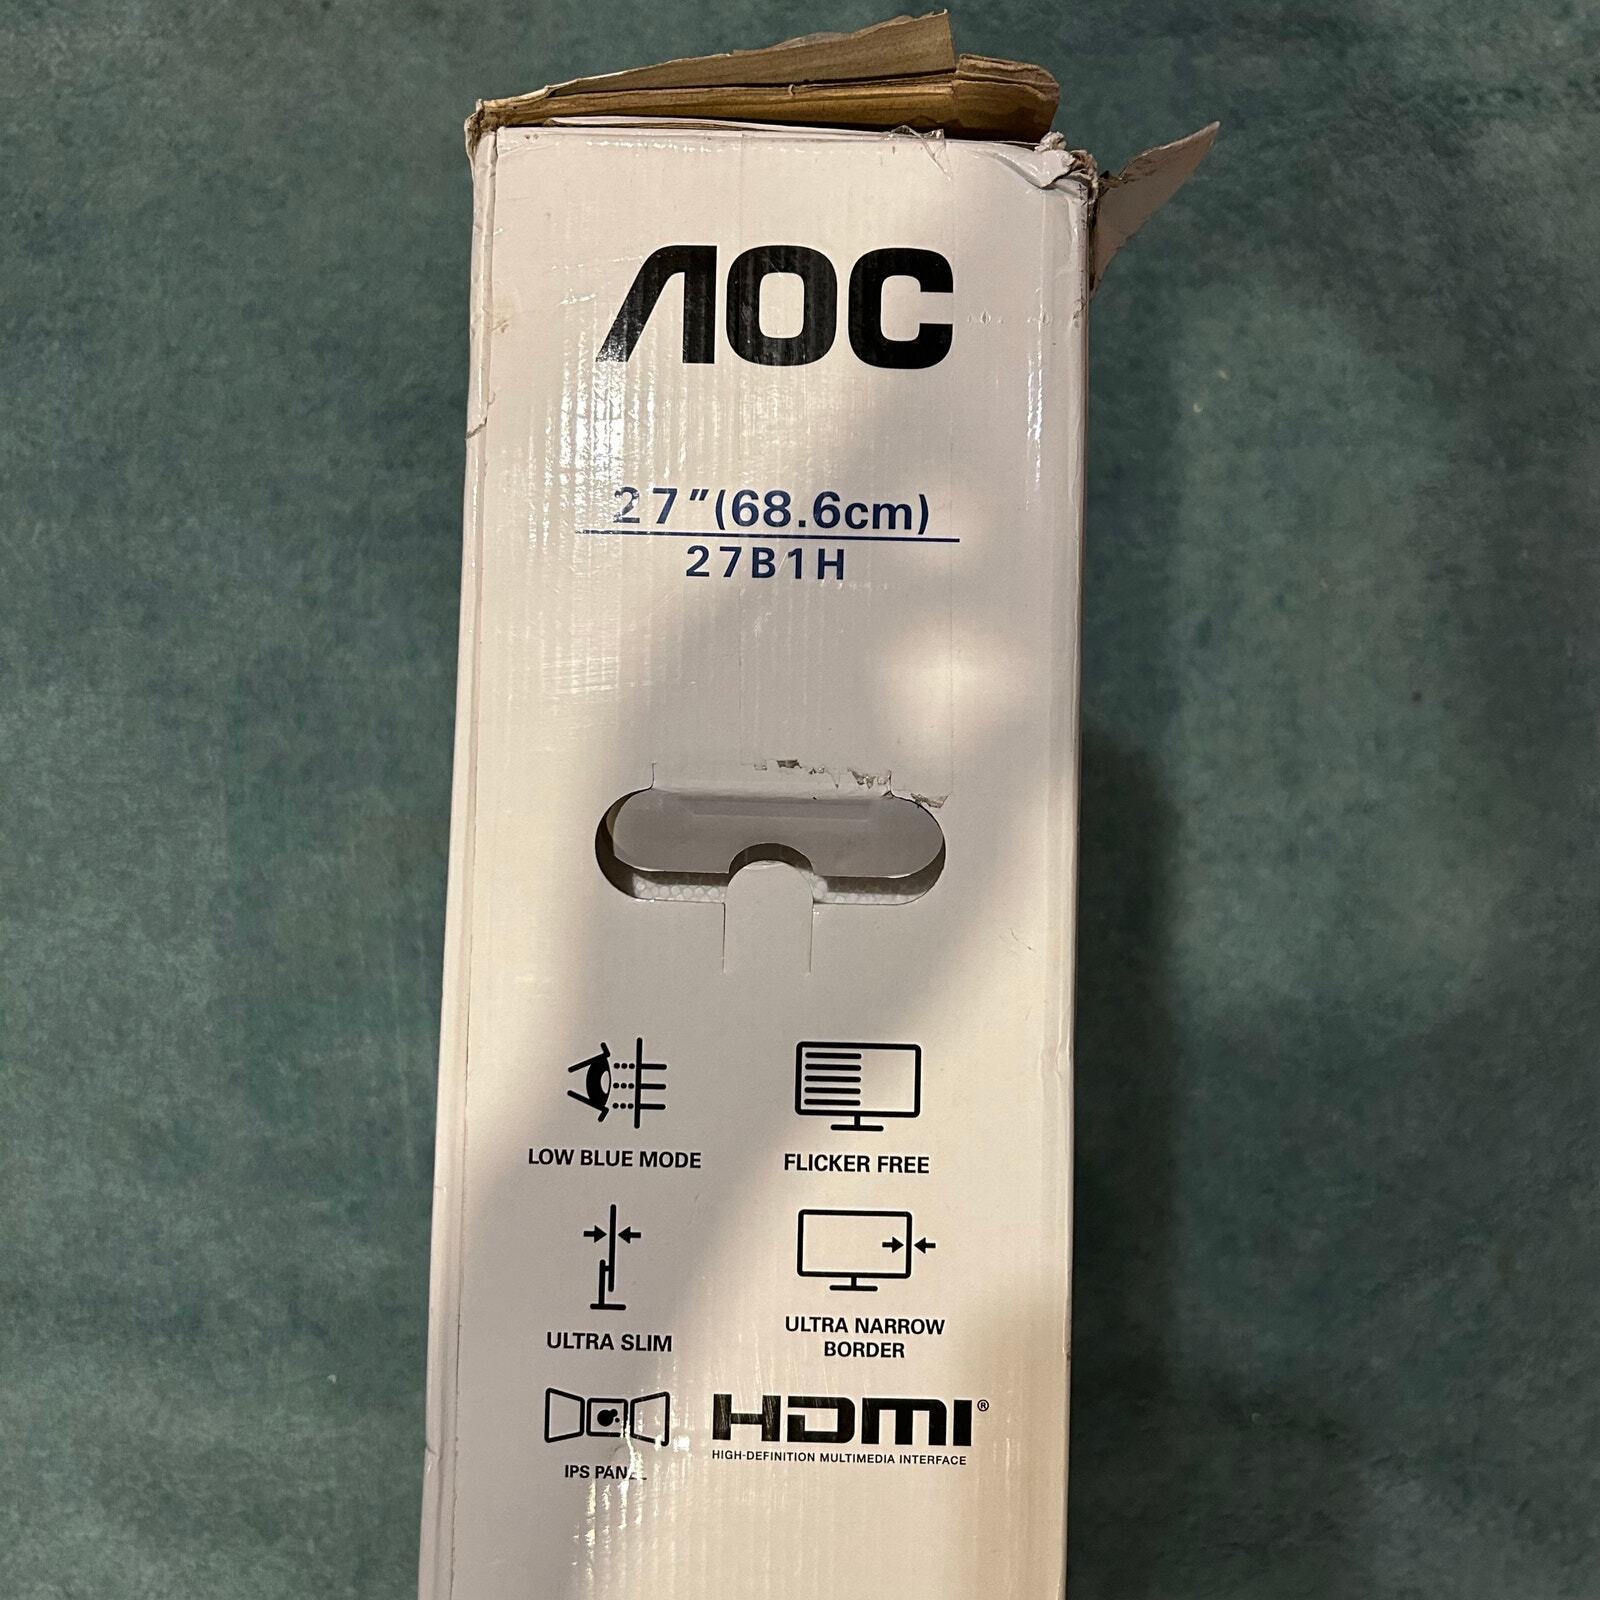 AOC
27"(68.6cm)
27B1H
LOW BLUE MODE
FLICKER FREE
ULTRA SLIM
ULTRA NARROW
BORDER
IPS PANEL
HDMI®
HIGH-DEFINITION MULTIMEDIA INTERFACE